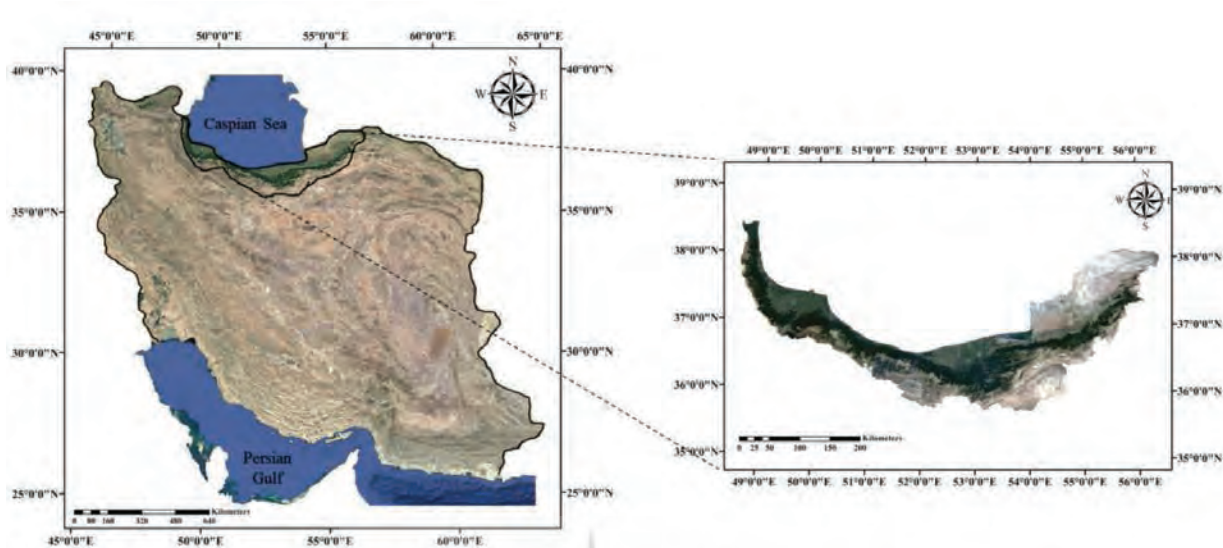 45°0'0"E 50°0'0"E 55°0'0"E 60°0'0"E 65°0'0"E
40°0'0"N 40°0'0"N
N
W E
S
Caspian Sea
35°0'0"N 35°0'0"N
30°0'0"N 30°0'0"N
Persian
Gulf
25°0'0"N 25°0'0"N
Kilometers
0 80 160 320 480 640
45°0'0"E 50°0'0"E 55°0'0"E 60°0'0"E
49°0'0"E 50°0'0"E 52°0'0"E 53°0'0"E 54°0'0"E 55°0'0"E 56°0'0"E
39°0'0"N 39°0'0"N
N
W
S
38°0'0"N 38°0'0"N
37°0'0"N 37°0'0"N
36°0'0"N 36°0'0"N
Kilometers
0 25 50 100 150 200
35°0'0"N 35°0'0"N
49°0'0"E 50°0'0"E 51°0'0"E 52°0'0"E 53°0'0"E 54°0'0"E 55°0'0"E 56°0'0"E